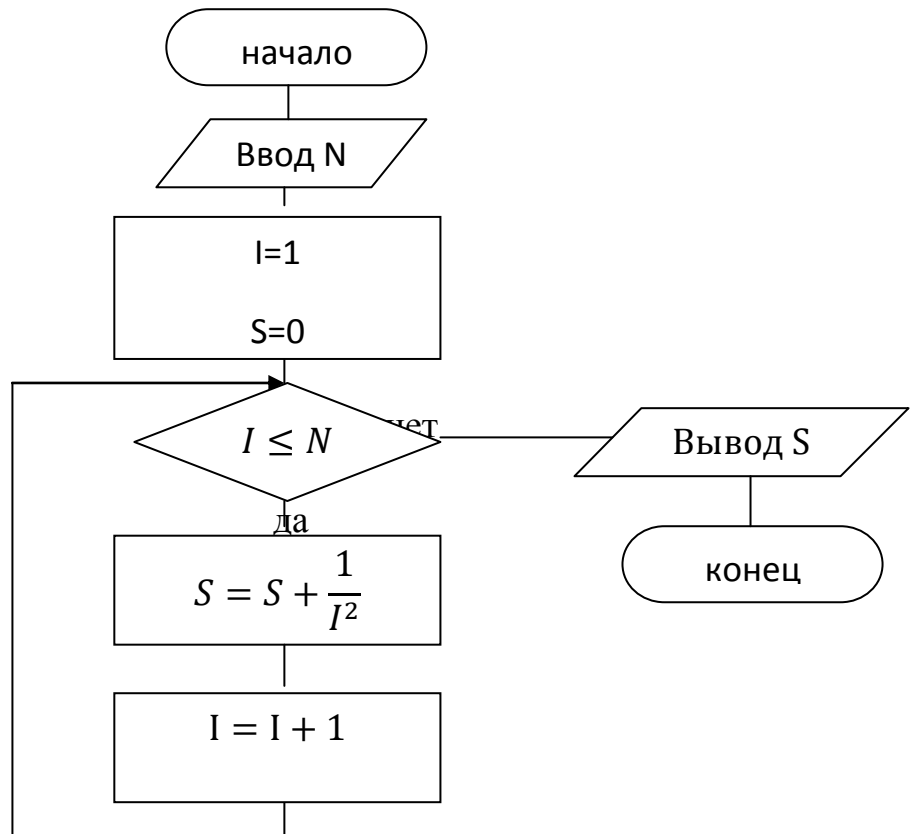 начало
Ввод N
I=1
S=0
I ≤ N
нет
Вывод S
да
конец
S = S + 1/I²
I = I + 1